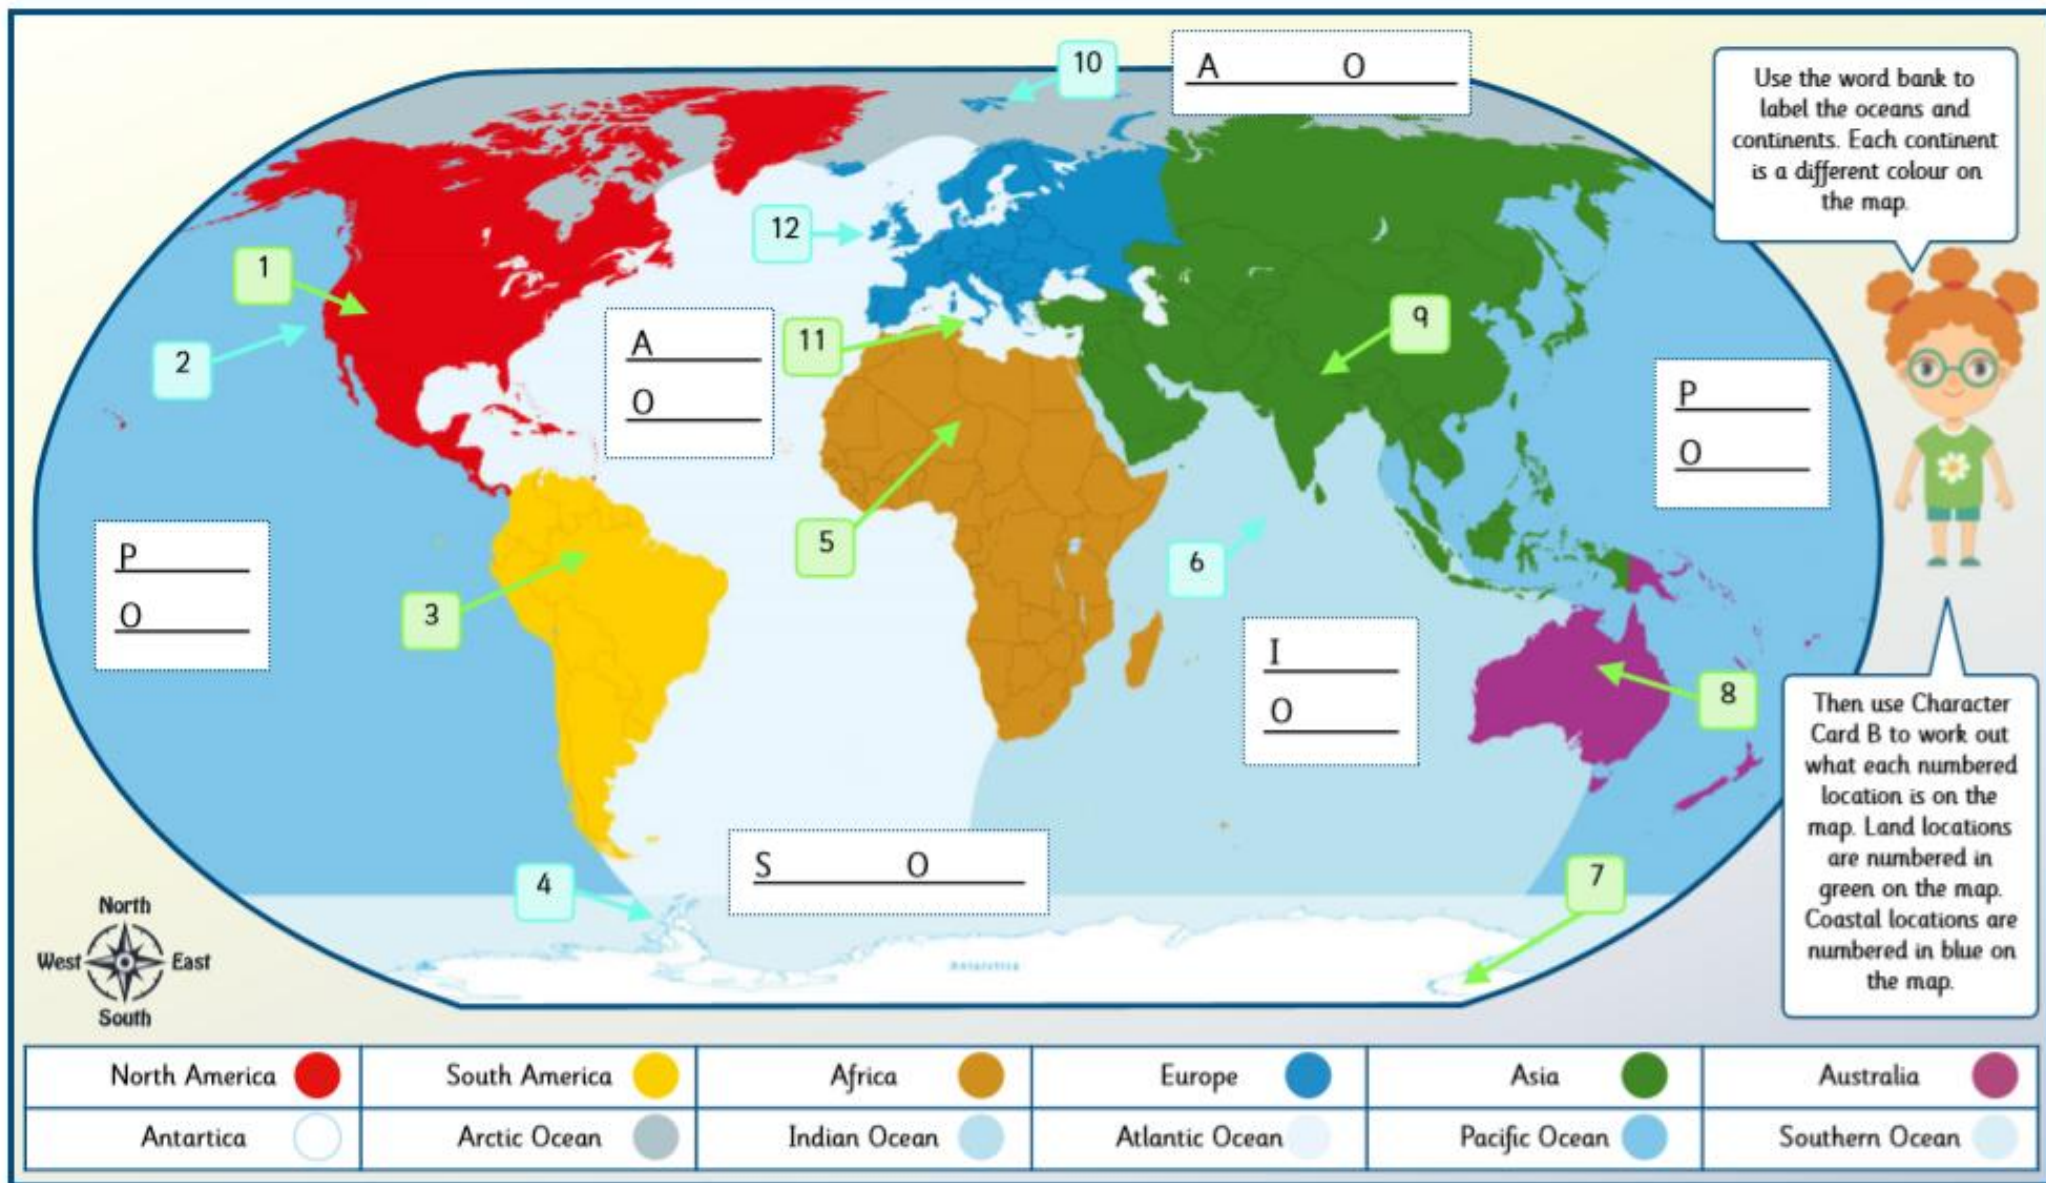 10
A O
Use the word bank to
label the oceans and
continents. Each continent
is a different colour on
the map.
12
1
2
A
O
11
9
P
O
5
6
P
O
3
I
O
8
Then use Character
Card B to work out
what each numbered
location is on the
map. Land locations
are numbered in
green on the map.
Coastal locations are
numbered in blue on
the map.
S O
4
7
North
West East
South
Antarctica
North America South America Africa Europe Asia Australia
Antartica Arctic Ocean Indian Ocean Atlantic Ocean Pacific Ocean Southern Ocean